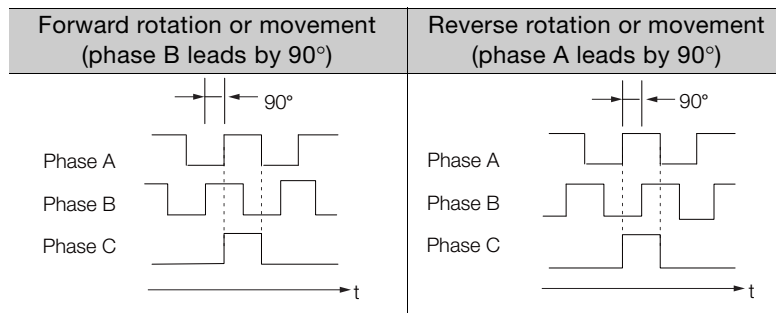 Forward rotation or movement
(phase B leads by 90°)
Reverse rotation or movement
(phase A leads by 90°)
90°
Phase A
Phase B
Phase C
t
90°
Phase A
Phase B
Phase C
t